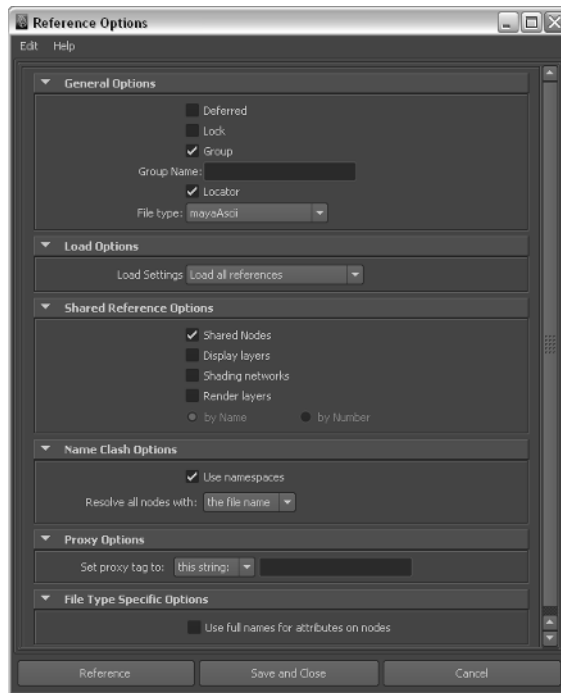 Reference Options
Edit Help
General Options
Deferred
Lock
Group
Group Name:
Locator
File type: mayaAscii
Load Options
Load Settings Load all references
Shared Reference Options
Shared Nodes
Display layers
Shading networks
Render layers
by Name by Number
Name Clash Options
Use namespaces
Resolve all nodes with: the file name
Proxy Options
Set proxy tag to: this string:
File Type Specific Options
Use full names for attributes on nodes
Reference Save and Close Cancel